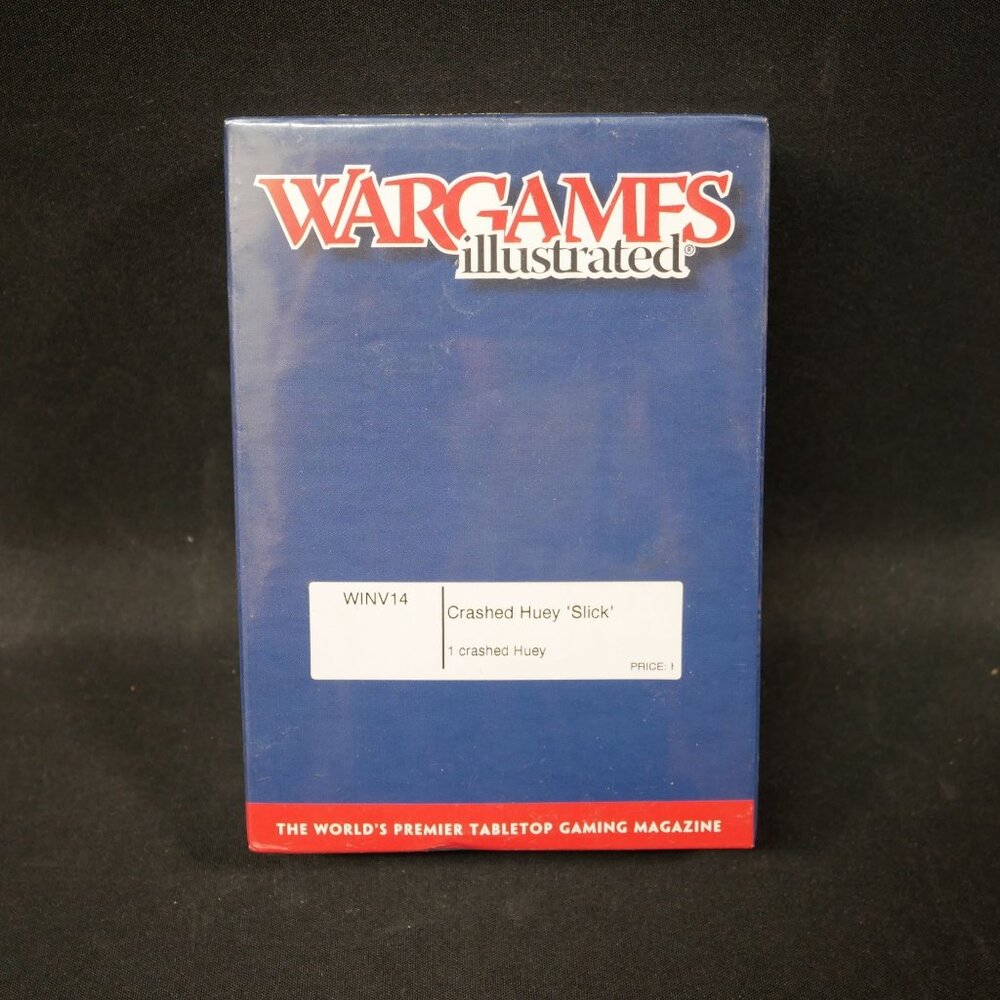 WARGAMES
illustrated®
WINV14
Crashed Huey 'Slick'
1 crashed Huey
PRICE:
THE WORLD'S PREMIER TABLETOP GAMING MAGAZINE